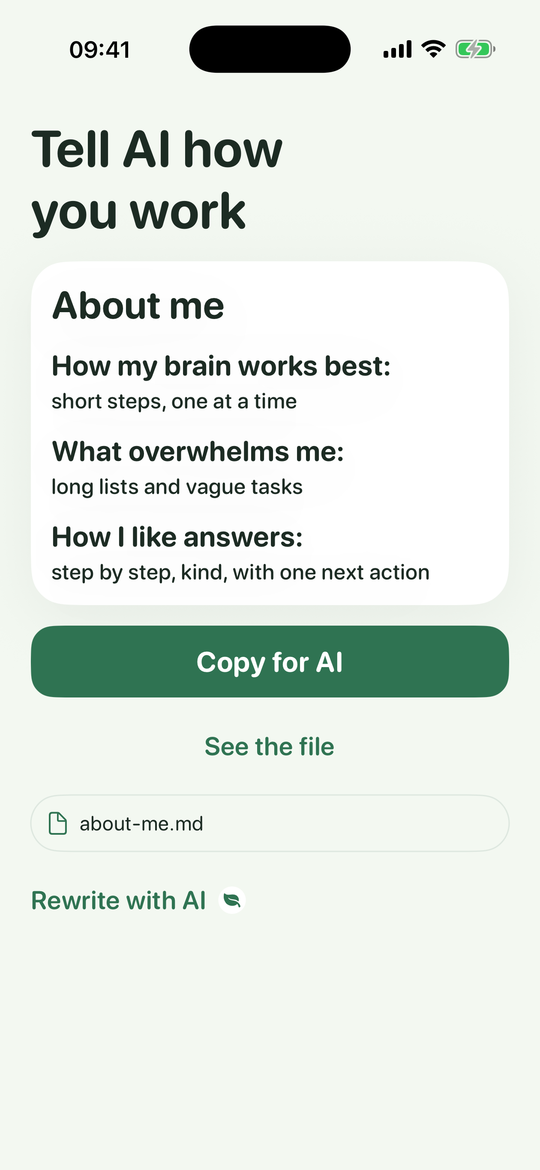 09:41
Tell AI how
you work
About me
How my brain works best:
short steps, one at a time
What overwhelms me:
long lists and vague tasks
How I like answers:
step by step, kind, with one next action
Copy for AI
See the file
about-me.md
Rewrite with AI